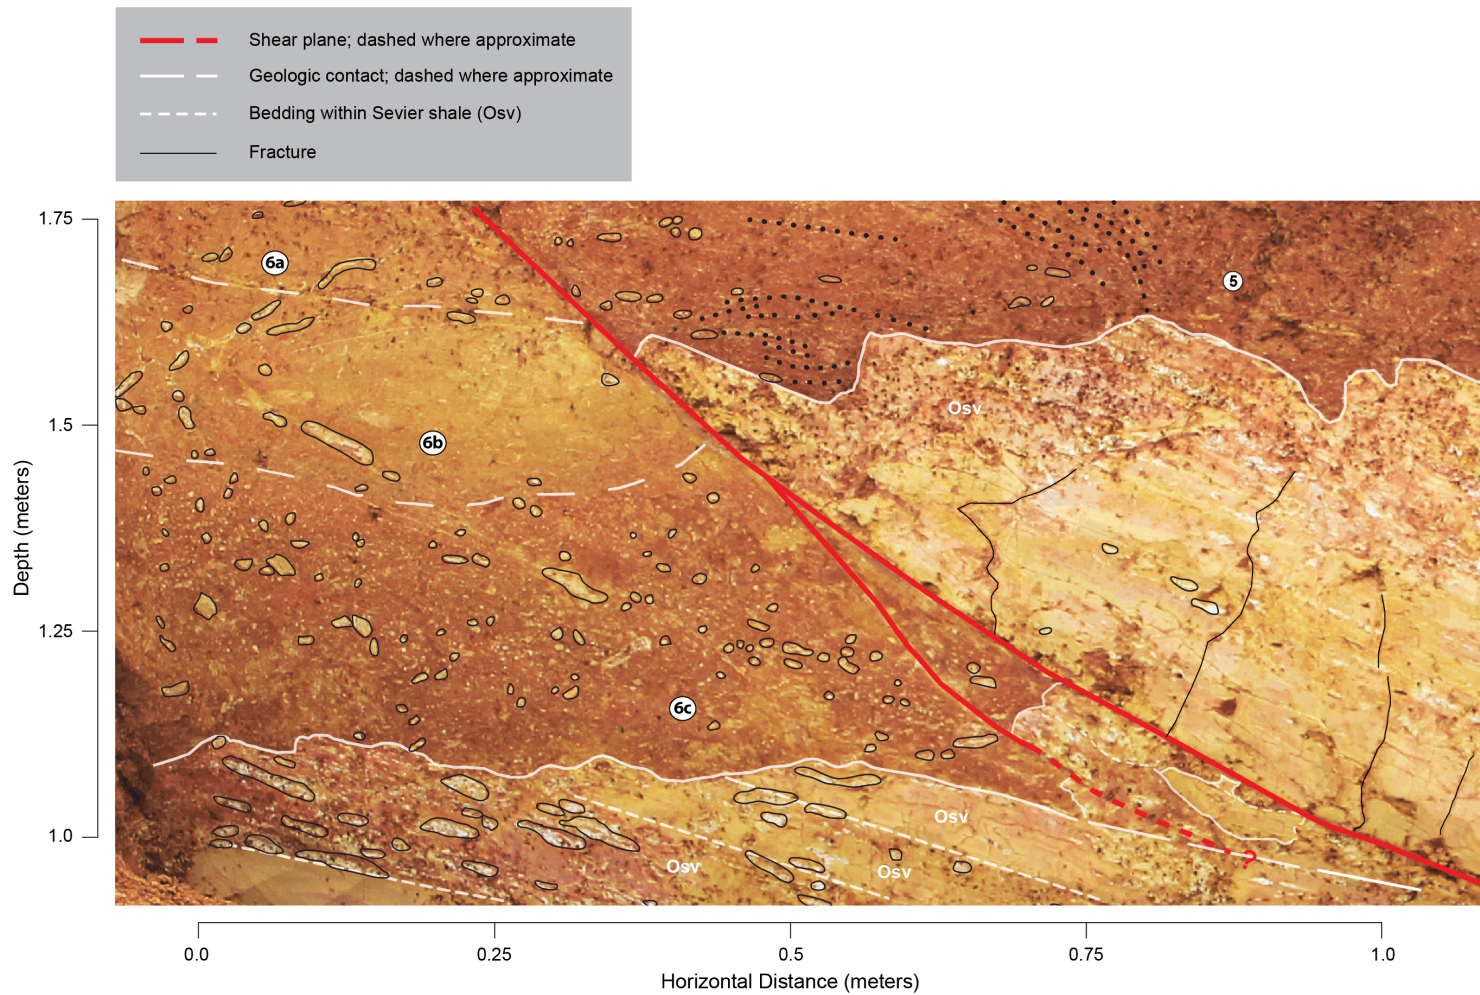 Shear plane; dashed where approximate
Geologic contact; dashed where approximate
Bedding within Sevier shale (Osv)
Fracture
1.75
6a
5
Osv
1.5
6b
Depth (meters)
1.25
6c
Osv
1.0
?
Osv
Osv
0.0
0.25
0.5
0.75
1.0
Horizontal Distance (meters)